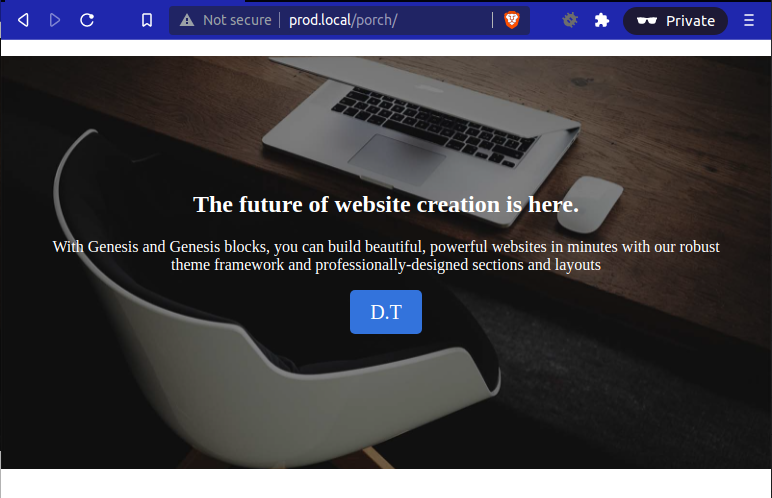 Not secure prod.local/porch/ Private
The future of website creation is here.
With Genesis and Genesis blocks, you can build beautiful, powerful websites in minutes with our robust
theme framework and professionally-designed sections and layouts
D.T